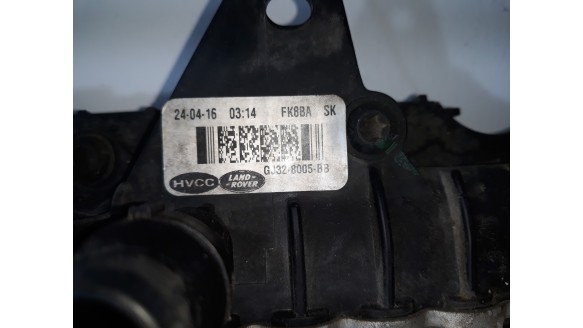 24-04-16 03:14 FK8BA SK
HVCC LAND-ROVER GJ32-8005-BB